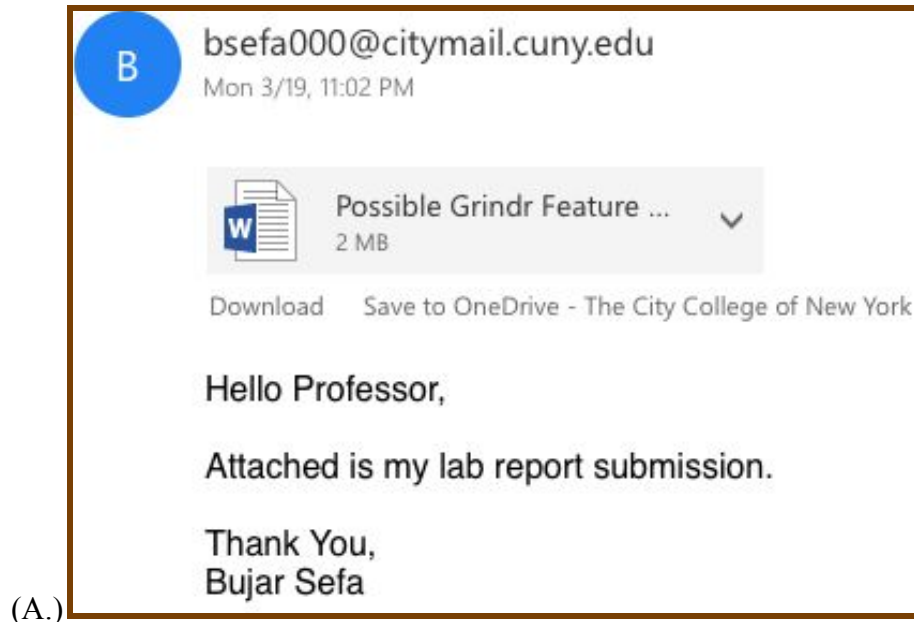 B
bsefa000@citymail.cuny.edu
Mon 3/19, 11:02 PM
W
Possible Grindr Feature ...
2 MB
Download Save to OneDrive - The City College of New York
Hello Professor,
Attached is my lab report submission.
Thank You,
Bujar Sefa
(A.)